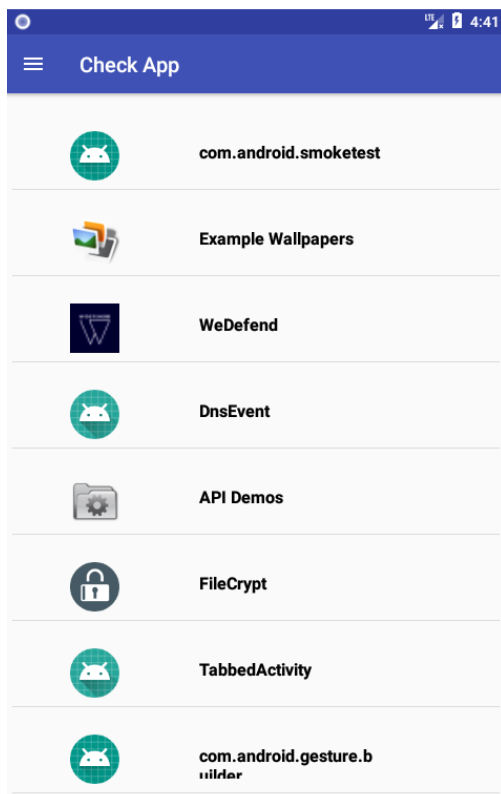 LTE 4:41
Check App
com.android.smoketest
Example Wallpapers
WeDefend
DnsEvent
API Demos
FileCrypt
TabbedActivity
com.android.gesture.b
uilder